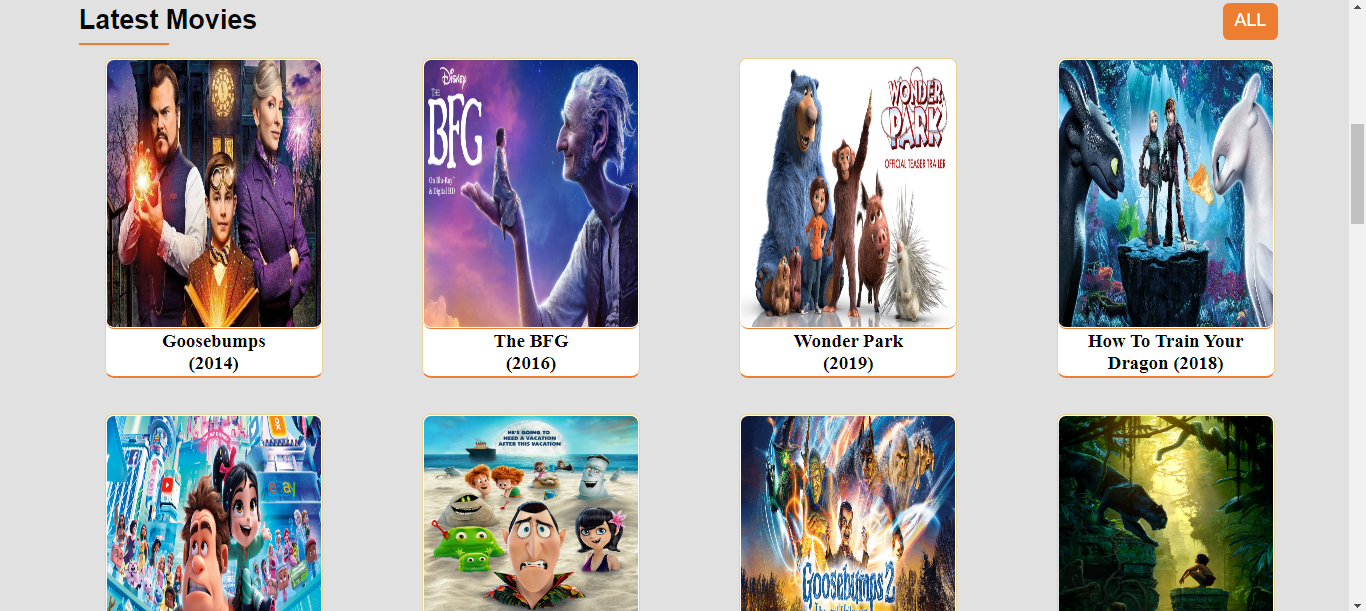 Latest Movies
ALL
Disney
THE
BFG
On Blu-Ray™
& Digital HD
WONDER
PARK
OFFICIAL TEASER TRAILER
Goosebumps
(2014)
The BFG
(2016)
Wonder Park
(2019)
How To Train Your
Dragon (2018)
ebay
HE'S GOING TO
NEED A VACATION
AFTER THIS VACATION
Goosebumps 2